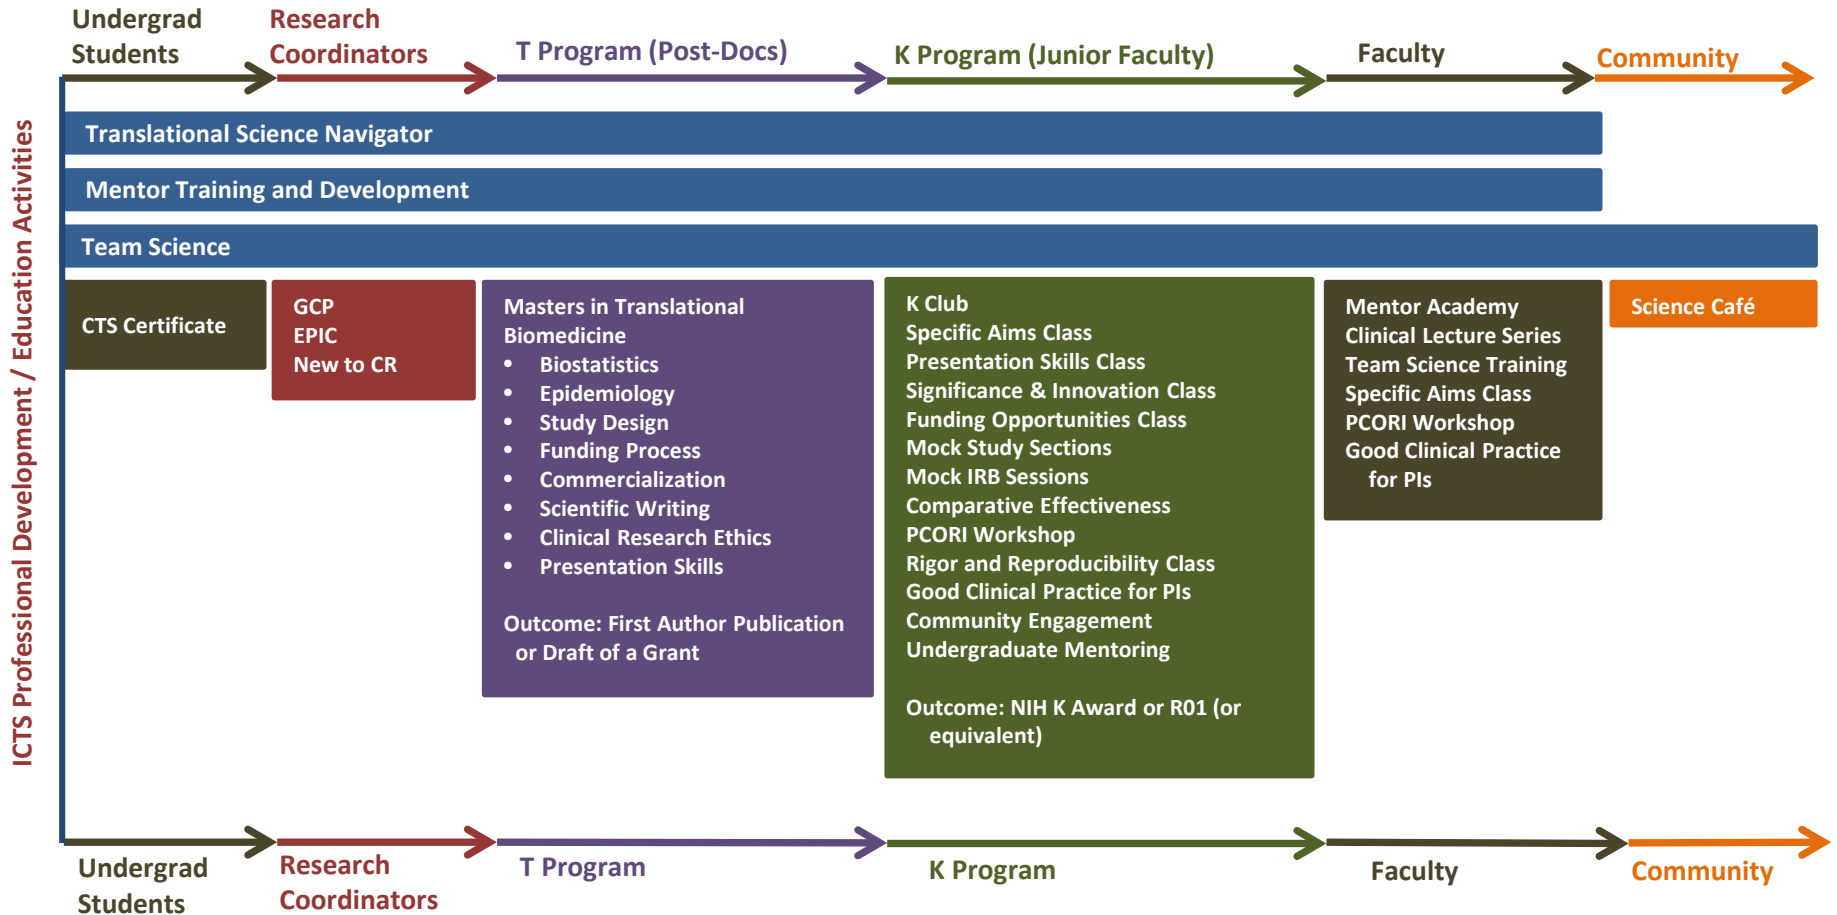 Undergrad
Students
Research
Coordinators
T Program (Post-Docs)
K Program (Junior Faculty)
Faculty
Community
ICTS Professional Development / Education Activities
Translational Science Navigator
Mentor Training and Development
Team Science
CTS Certificate
GCP
EPIC
New to CR
Masters in Translational
Biomedicine
• Biostatistics
• Epidemiology
• Study Design
• Funding Process
• Commercialization
• Scientific Writing
• Clinical Research Ethics
• Presentation Skills
Outcome: First Author Publication
or Draft of a Grant
K Club
Specific Aims Class
Presentation Skills Class
Significance & Innovation Class
Funding Opportunities Class
Mock Study Sections
Mock IRB Sessions
Comparative Effectiveness
PCORI Workshop
Rigor and Reproducibility Class
Good Clinical Practice for PIs
Community Engagement
Undergraduate Mentoring
Outcome: NIH K Award or R01 (or
equivalent)
Mentor Academy
Clinical Lecture Series
Team Science Training
Specific Aims Class
PCORI Workshop
Good Clinical Practice
for PIs
Science Café
Undergrad
Students
Research
Coordinators
T Program
K Program
Faculty
Community